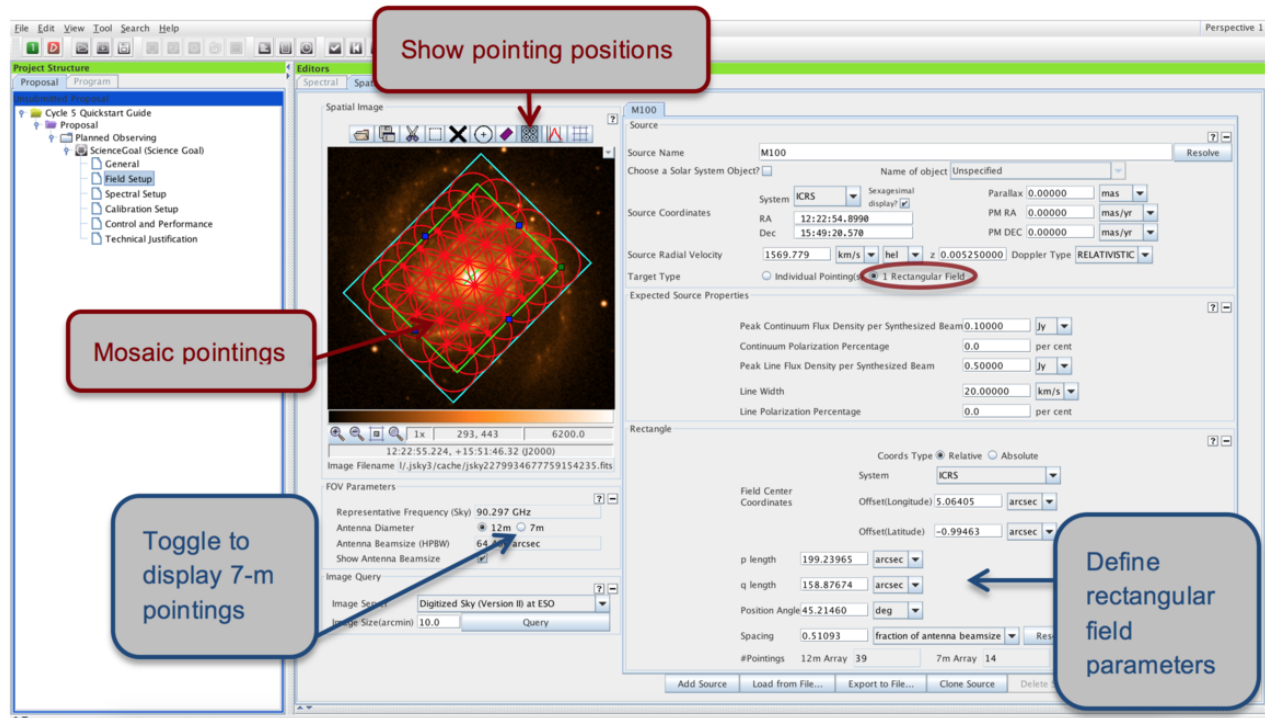 File Edit View Tool Search Help
Perspective 1
Show pointing positions
Project Structure
Proposal Program
Unsubmitted Proposal
Cycle 5 Quickstart Guide
Proposal
Planned Observing
ScienceGoal (Science Goal)
General
Field Setup
Spectral Setup
Calibration Setup
Control and Performance
Technical Justification
Editors
Spectral
Spatial Image
M100
Source
Source Name M100 Resolve
Choose a Solar System Object? Name of object Unspecified
System ICRS Sexagesimal display? Parallax 0.00000 mas
Source Coordinates
RA 12:22:54.8990 PM RA 0.00000 mas/yr
Dec 15:49:20.570 PM DEC 0.00000 mas/yr
Source Radial Velocity 1569.779 km/s hel z 0.005250000 Doppler Type RELATIVISTIC
Target Type Individual Pointing(s) 1 Rectangular Field
Expected Source Properties
Peak Continuum Flux Density per Synthesized Beam 0.10000 Jy
Continuum Polarization Percentage 0.0 per cent
Peak Line Flux Density per Synthesized Beam 0.50000 Jy
Line Width 20.00000 km/s
Line Polarization Percentage 0.0 per cent
Mosaic pointings
1x 293, 443 6200.0
12:22:55.224, +15:51:46.32 (J2000)
Image Filename l/.jsky3/cache/jsky2279934677759154235.fits
FOV Parameters
Representative Frequency (Sky) 90.297 GHz
Antenna Diameter 12m 7m
Antenna Beamsize (HPBW) arcsec
Show Antenna Beamsize
Image Query
Image Server Digitized Sky (Version II) at ESO
Image Size(arcmin) 10.0 Query
Toggle to
display 7-m
pointings
Rectangle
Coords Type Relative Absolute
System ICRS
Field Center
Coordinates
Offset(Longitude) 5.06405 arcsec
Offset(Latitude) -0.99463 arcsec
p length 199.23965 arcsec
q length 158.87674 arcsec
Position Angle 45.21460 deg
Spacing 0.51093 fraction of antenna beamsize
#Pointings 12m Array 39 7m Array 14
Define
rectangular
field
parameters
Add Source Load from File... Export to File... Clone Source Delete